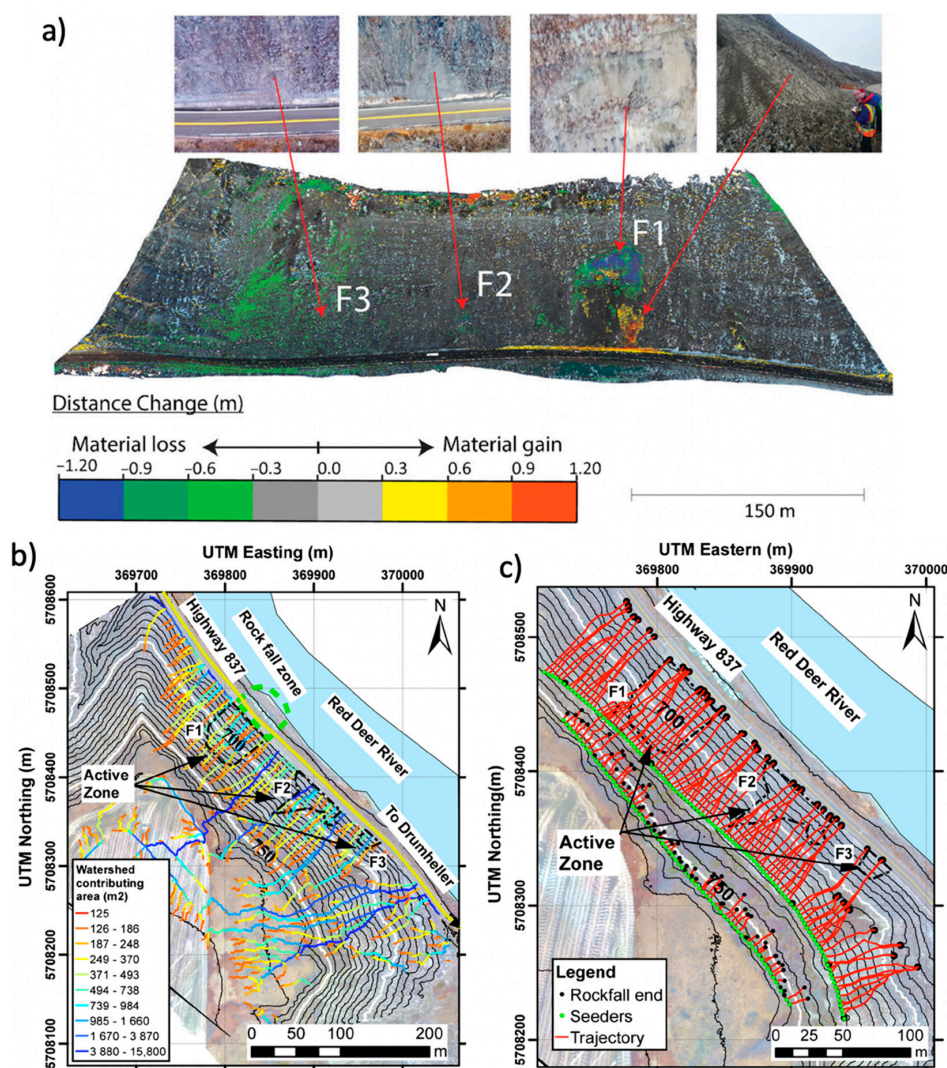 a)
F1
F2
F3
Distance Change (m)
Material loss
Material gain
-1.20 -0.9 -0.6 -0.3 0.0 0.3 0.6 0.9 1.20
150 m
b)
UTM Easting (m)
369700 369800 369900 370000
UTM Northing (m)
5708600
5708500
5708400
5708300
5708200
5708100
N
Highway 837
Rock fall zone
Red Deer River
F1
700
Active
Zone
F2
F3
750
To Drumheller
Watershed
contributing
area (m2)
125
126 - 186
187 - 248
249 - 370
371 - 493
494 - 738
739 - 984
985 - 1 660
1 670 - 3 870
3 880 - 15,800
0 50 100 200
m
c)
UTM Eastern (m)
369800 369900 370000
UTM Northing(m)
5708500
5708400
5708300
5708200
N
Highway 837
Red Deer River
F1
700
F2
Active
Zone
F3
750
Legend
Rockfall end
Seeders
Trajectory
0 25 50 100
m